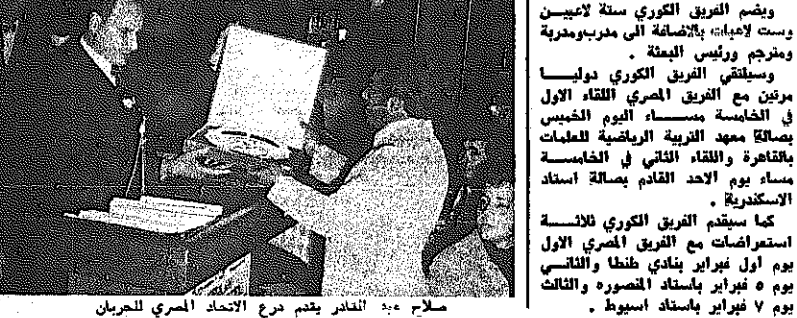 ويضم الفريق الكوري ستة لاعبين
وست لاعبات بالاضافة الى مدرب ومدربة
ومترجم ورئيس البعثة .
وسيلتقي الفريق الكوري دوليا
مرتين مع الفريق المصري اللقاء الاول
في الخامسة مساء اليوم الخميس
بصالة معهد التربية الرياضية للمعلمات
بالقاهرة واللقاء الثاني في الخامسة
مساء يوم الاحد القادم بصالة استاد
الاسكندرية .
كما سيقدم الفريق الكوري ثلاثة
استعراضات مع الفريق المصري الاول
يوم أول فبراير بنادي طنطا والثاني
يوم ٥ فبراير باستاد المنصوره والثالث
يوم ٧ فبراير باستاد اسيوط .
صلاح عبد القادر يقدم درع الاتحاد المصري للجربان